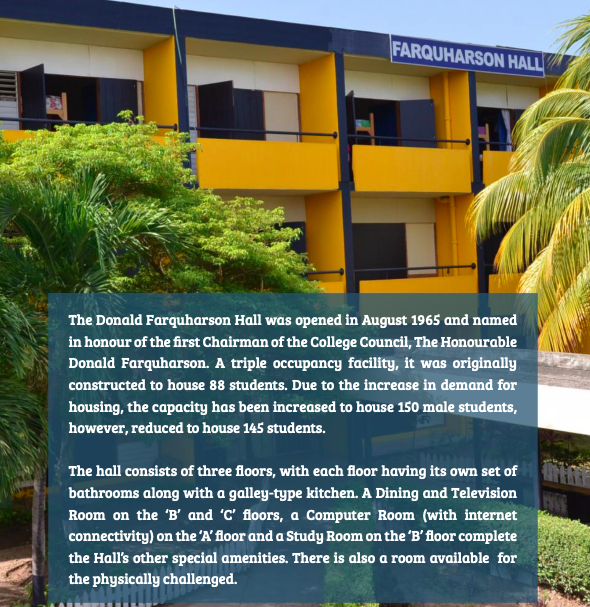 FARQUHARSON HALL
The Donald Farquharson Hall was opened in August 1965 and named
in honour of the first Chairman of the College Council, The Honourable
Donald Farquharson. A triple occupancy facility, it was originally
constructed to house 88 students. Due to the increase in demand for
housing, the capacity has been increased to house 150 male students,
however, reduced to house 145 students.
The hall consists of three floors, with each floor having its own set of
bathrooms along with a galley-type kitchen. A Dining and Television
Room on the ‘B’ and ‘C’ floors, a Computer Room (with internet
connectivity) on the ‘A’ floor and a Study Room on the ‘B’ floor complete
the Hall’s other special amenities. There is also a room available for
the physically challenged.